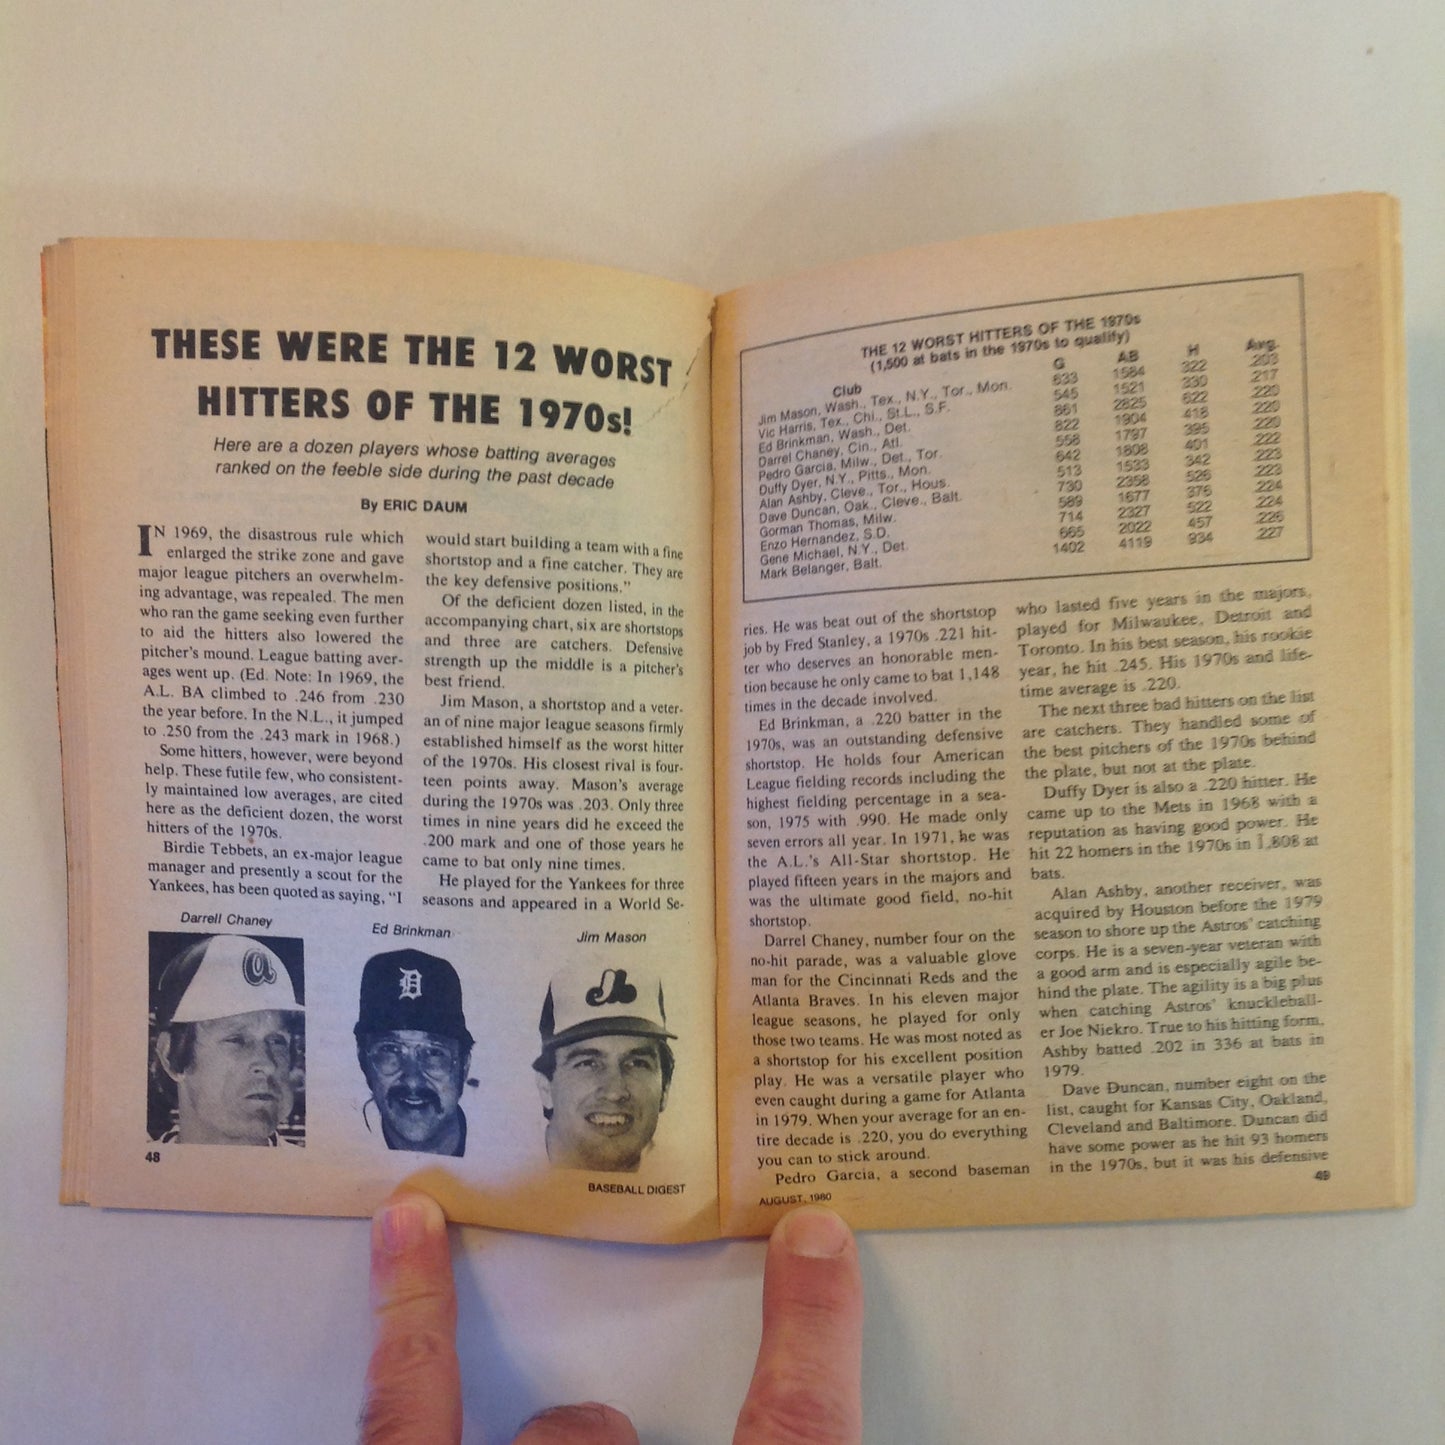 THESE WERE THE 12 WORST
HITTERS OF THE 1970s!
Here are a dozen players whose batting averages
ranked on the feeble side during the past decade
By ERIC DAUM
IN 1969, the disastrous rule which
enlarged the strike zone and gave
major league pitchers an overwhelm-
ing advantage, was repealed. The men
who ran the game seeking even further
to aid the hitters also lowered the
pitcher's mound. League batting aver-
ages went up. (Ed. Note: In 1969, the
A.L. BA climbed to .246 from .230
the year before. In the N.L., it jumped
to .250 from the .243 mark in 1968.)
Some hitters, however, were beyond
help. These futile few, who consistent-
ly maintained low averages, are cited
here as the deficient dozen, the worst
hitters of the 1970s.
Birdie Tebbets, an ex-major league
manager and presently a scout for the
Yankees, has been quoted as saying, "I
would start building a team with a fine
shortstop and a fine catcher. They are
the key defensive positions."
Of the deficient dozen listed, in the
accompanying chart, six are shortstops
and three are catchers. Defensive
strength up the middle is a pitcher's
best friend.
Jim Mason, a shortstop and a veter-
an of nine major league seasons firmly
established himself as the worst hitter
of the 1970s. His closest rival is four-
teen points away. Mason's average
during the 1970s was .203. Only three
times in nine years did he exceed the
.200 mark and one of those years he
came to bat only nine times.
He played for the Yankees for three
seasons and appeared in a World Se-
Darrell Chaney
Ed Brinkman
Jim Mason
48
BASEBALL DIGEST
THE 12 WORST HITTERS OF THE 1970s
(1,500 at bats in the 1970s to qualify)
Club G AB H Avg.
Jim Mason, Wash., Tex., N.Y., Tor., Mon. 633 1584 322 .203
Vic Harris, Tex., Chi., St.L., S.F. 545 1521 330 .217
Ed Brinkman, Wash., Det. 861 2825 622 .220
Darrel Chaney, Cin., Atl. 822 1904 418 .220
Pedro Garcia, Milw., Det., Tor. 558 1797 395 .220
Duffy Dyer, N.Y., Pitts., Mon. 642 1808 401 .222
Alan Ashby, Cleve., Tor., Hous. 513 1533 342 .223
Dave Duncan, Oak., Cleve., Balt. 730 2358 526 .223
Gorman Thomas, Milw. 589 1677 376 .224
Enzo Hernandez, S.D. 714 2327 522 .224
Gene Michael, N.Y., Det. 665 2022 457 .226
Mark Belanger, Balt. 1402 4119 934 .227
ries. He was beat out of the shortstop
job by Fred Stanley, a 1970s .221 hit-
ter who deserves an honorable men-
tion because he only came to bat 1,148
times in the decade involved.
Ed Brinkman, a .220 batter in the
1970s, was an outstanding defensive
shortstop. He holds four American
League fielding records including the
highest fielding percentage in a sea-
son, 1975 with .990. He made only
seven errors all year. In 1971, he was
the A.L.'s All-Star shortstop. He
played fifteen years in the majors and
was the ultimate good field, no-hit
shortstop.
Darrel Chaney, number four on the
no-hit parade, was a valuable glove
man for the Cincinnati Reds and the
Atlanta Braves. In his eleven major
league seasons, he played for only
those two teams. He was most noted as
a shortstop for his excellent position
play. He was a versatile player who
even caught during a game for Atlanta
in 1979. When your average for an en-
tire decade is .220, you do everything
you can to stick around.
Pedro Garcia, a second baseman
who lasted five years in the majors,
played for Milwaukee, Detroit and
Toronto. In his best season, his rookie
year, he hit .245. His 1970s and life-
time average is .220.
The next three bad hitters on the list
are catchers. They handled some of
the best pitchers of the 1970s behind
the plate, but not at the plate.
Duffy Dyer is also a .220 hitter. He
came up to the Mets in 1968 with a
reputation as having good power. He
hit 22 homers in the 1970s in 1,808 at
bats.
Alan Ashby, another receiver, was
acquired by Houston before the 1979
season to shore up the Astros' catching
corps. He is a seven-year veteran with
a good arm and is especially agile be-
hind the plate. The agility is a big plus
when catching Astros' knuckleball-
er Joe Niekro. True to his hitting form,
Ashby batted .202 in 336 at bats in
1979.
Dave Duncan, number eight on the
list, caught for Kansas City, Oakland,
Cleveland and Baltimore. Duncan did
have some power as he hit 93 homers
in the 1970s, but it was his defensive
AUGUST, 1980
49